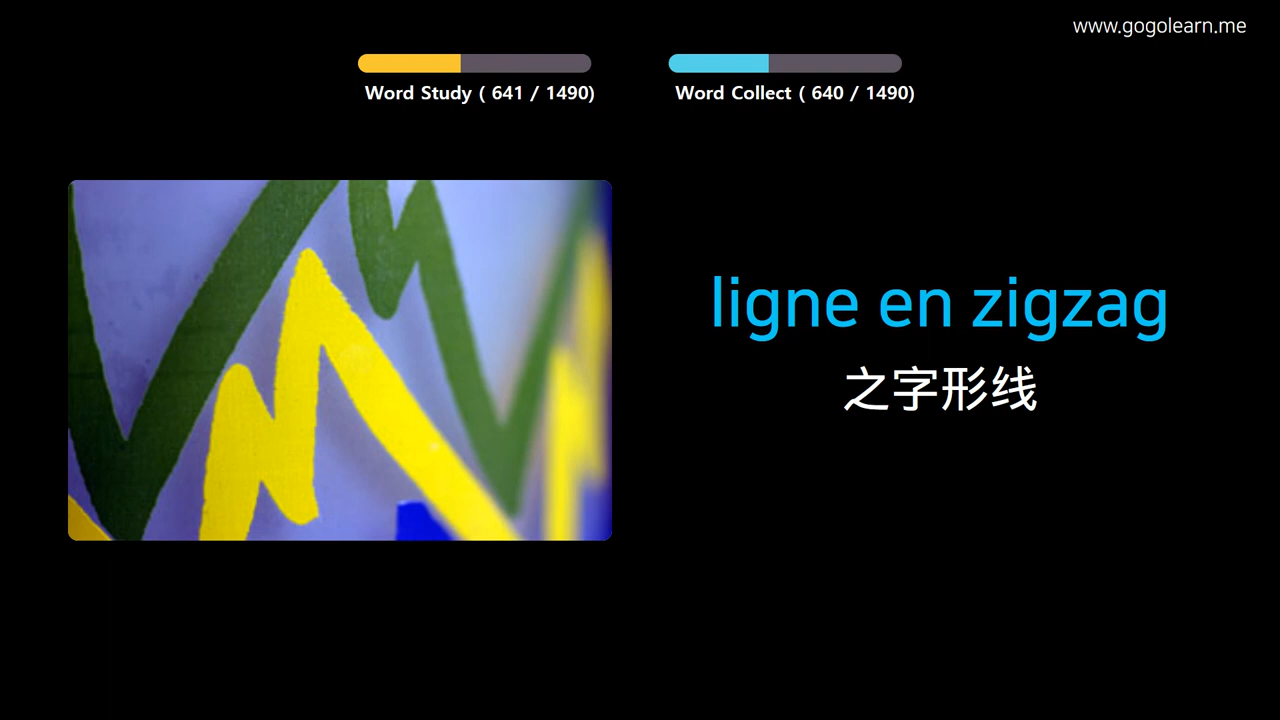 www.gogolearn.me
Word Study ( 641 / 1490)
Word Collect ( 640 / 1490)
ligne en zigzag
之字形线